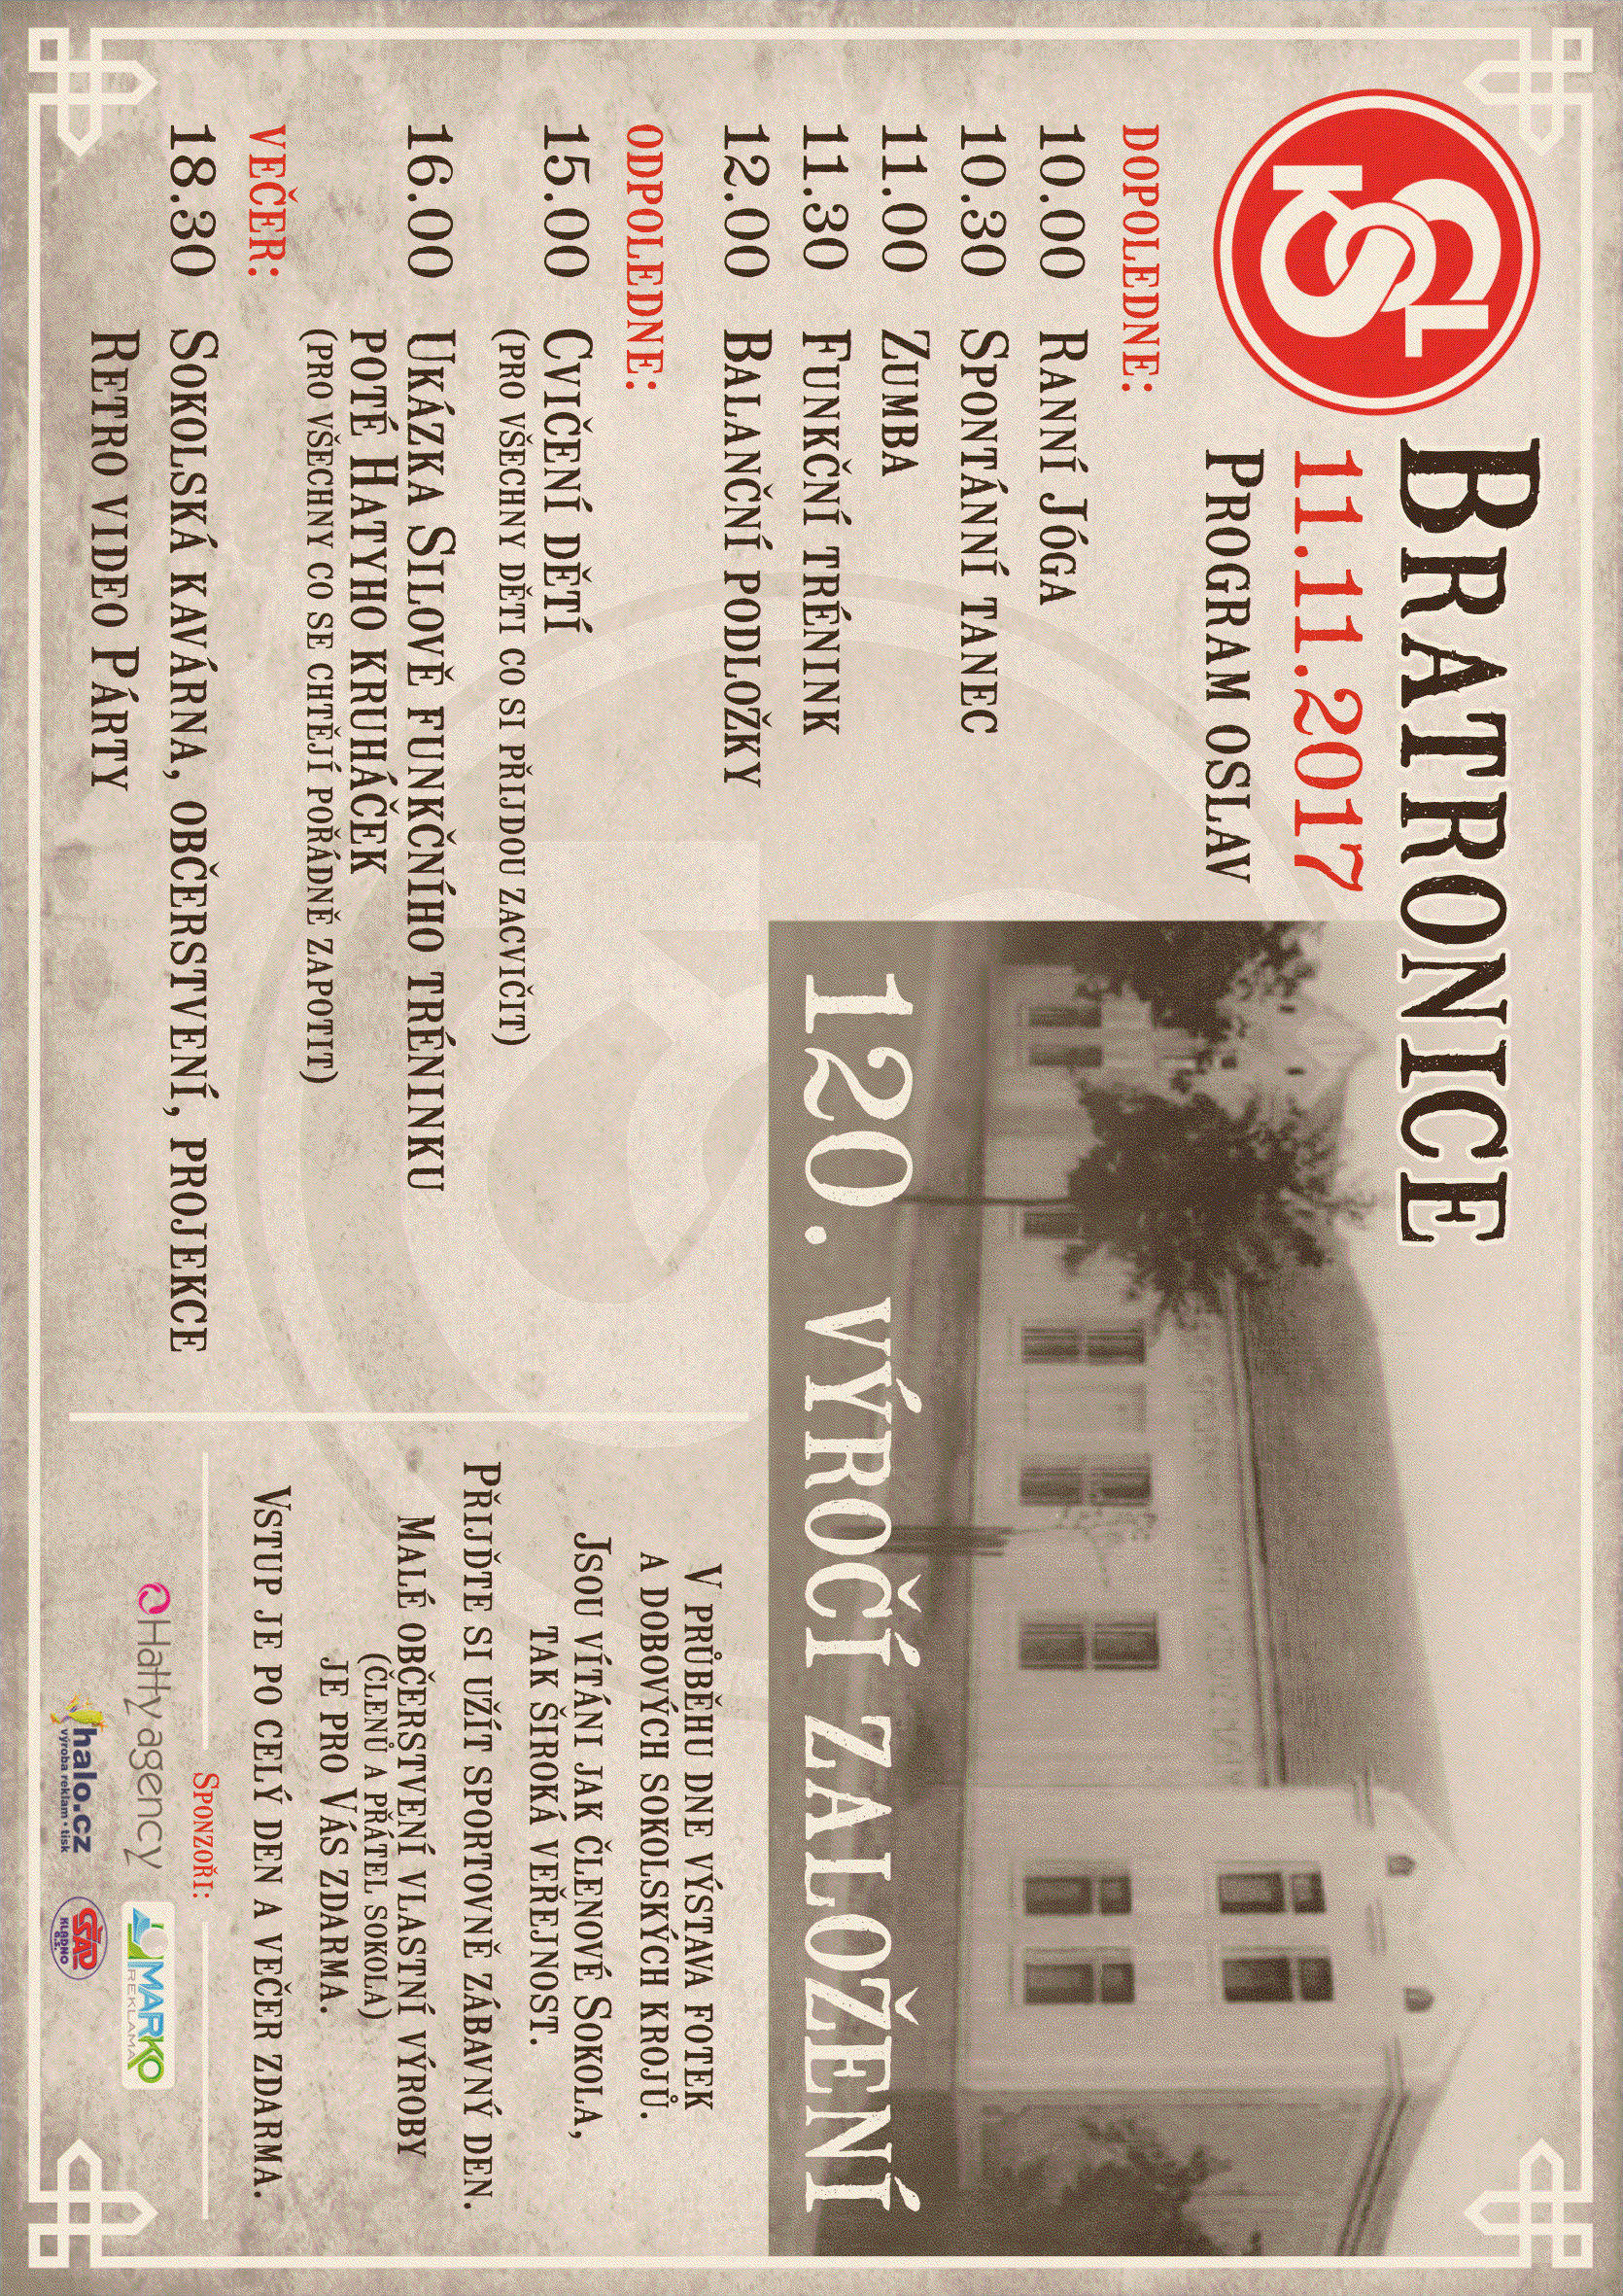 Bratronice
11.11.2017
Program oslav
120. výročí založení
dopoledne:
10.00 Ranní Jóga
10.30 Spontánní tanec
11.00 Zumba
11.30 Funkční trénink
12.00 Balanční podložky
odpoledne:
15.00 Cvičení dětí
(pro všechny děti co si přijdou zacvičit)
16.00 Ukázka Silově funkčního tréninku
poté Hatyho kruháček
(pro všechny co se chtějí pořádně zapotit)
večer:
18.30 Sokolská kavárna, občerstvení, projekce
Retro video Párty
V průběhu dne výstava fotek
a dobových sokolských krojů.
Jsou vítáni jak členové Sokola,
tak široká veřejnost.
Přijďte si užít sportovně zábavný den.
Malé občerstvení vlastní výroby
(členů a přátel sokola)
je pro Vás zdarma.
Vstup je po celý den a večer zdarma.
Sponzoři:
Hatty agency
MARKO
REKLAMA
halo.cz
výroba reklam • tisk
ČSAD
KLADNO
a.s.